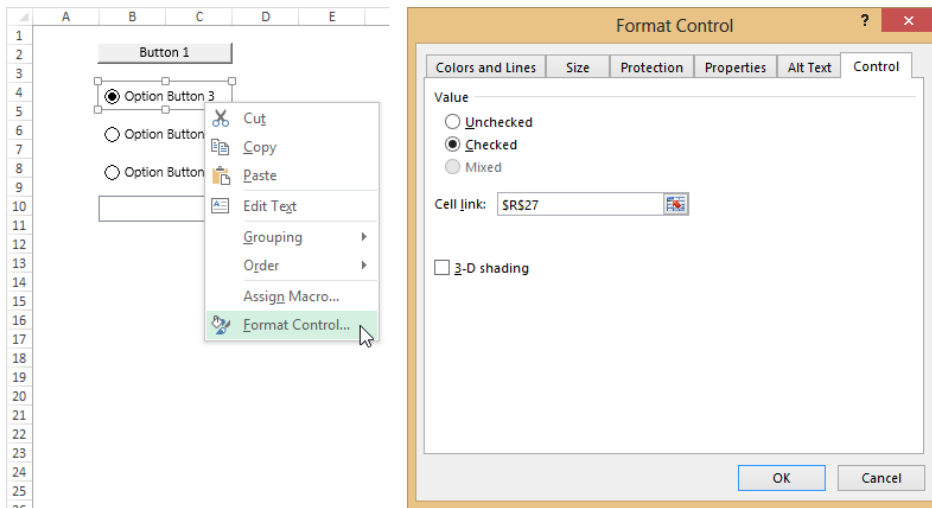 A B C D E
1
2 Button 1
3
4 Option Button 3
5
6 Option Button
7
8 Option Button
9
10
11
12
13
14
15
16
17
18
19
20
21
22
23
24
25
26
Cut
Copy
Paste
Edit Text
Grouping
Order
Assign Macro...
Format Control...
Format Control ? ×
Colors and Lines Size Protection Properties Alt Text Control
Value
Unchecked
Checked
Mixed
Cell link: $R$27
3-D shading
OK Cancel